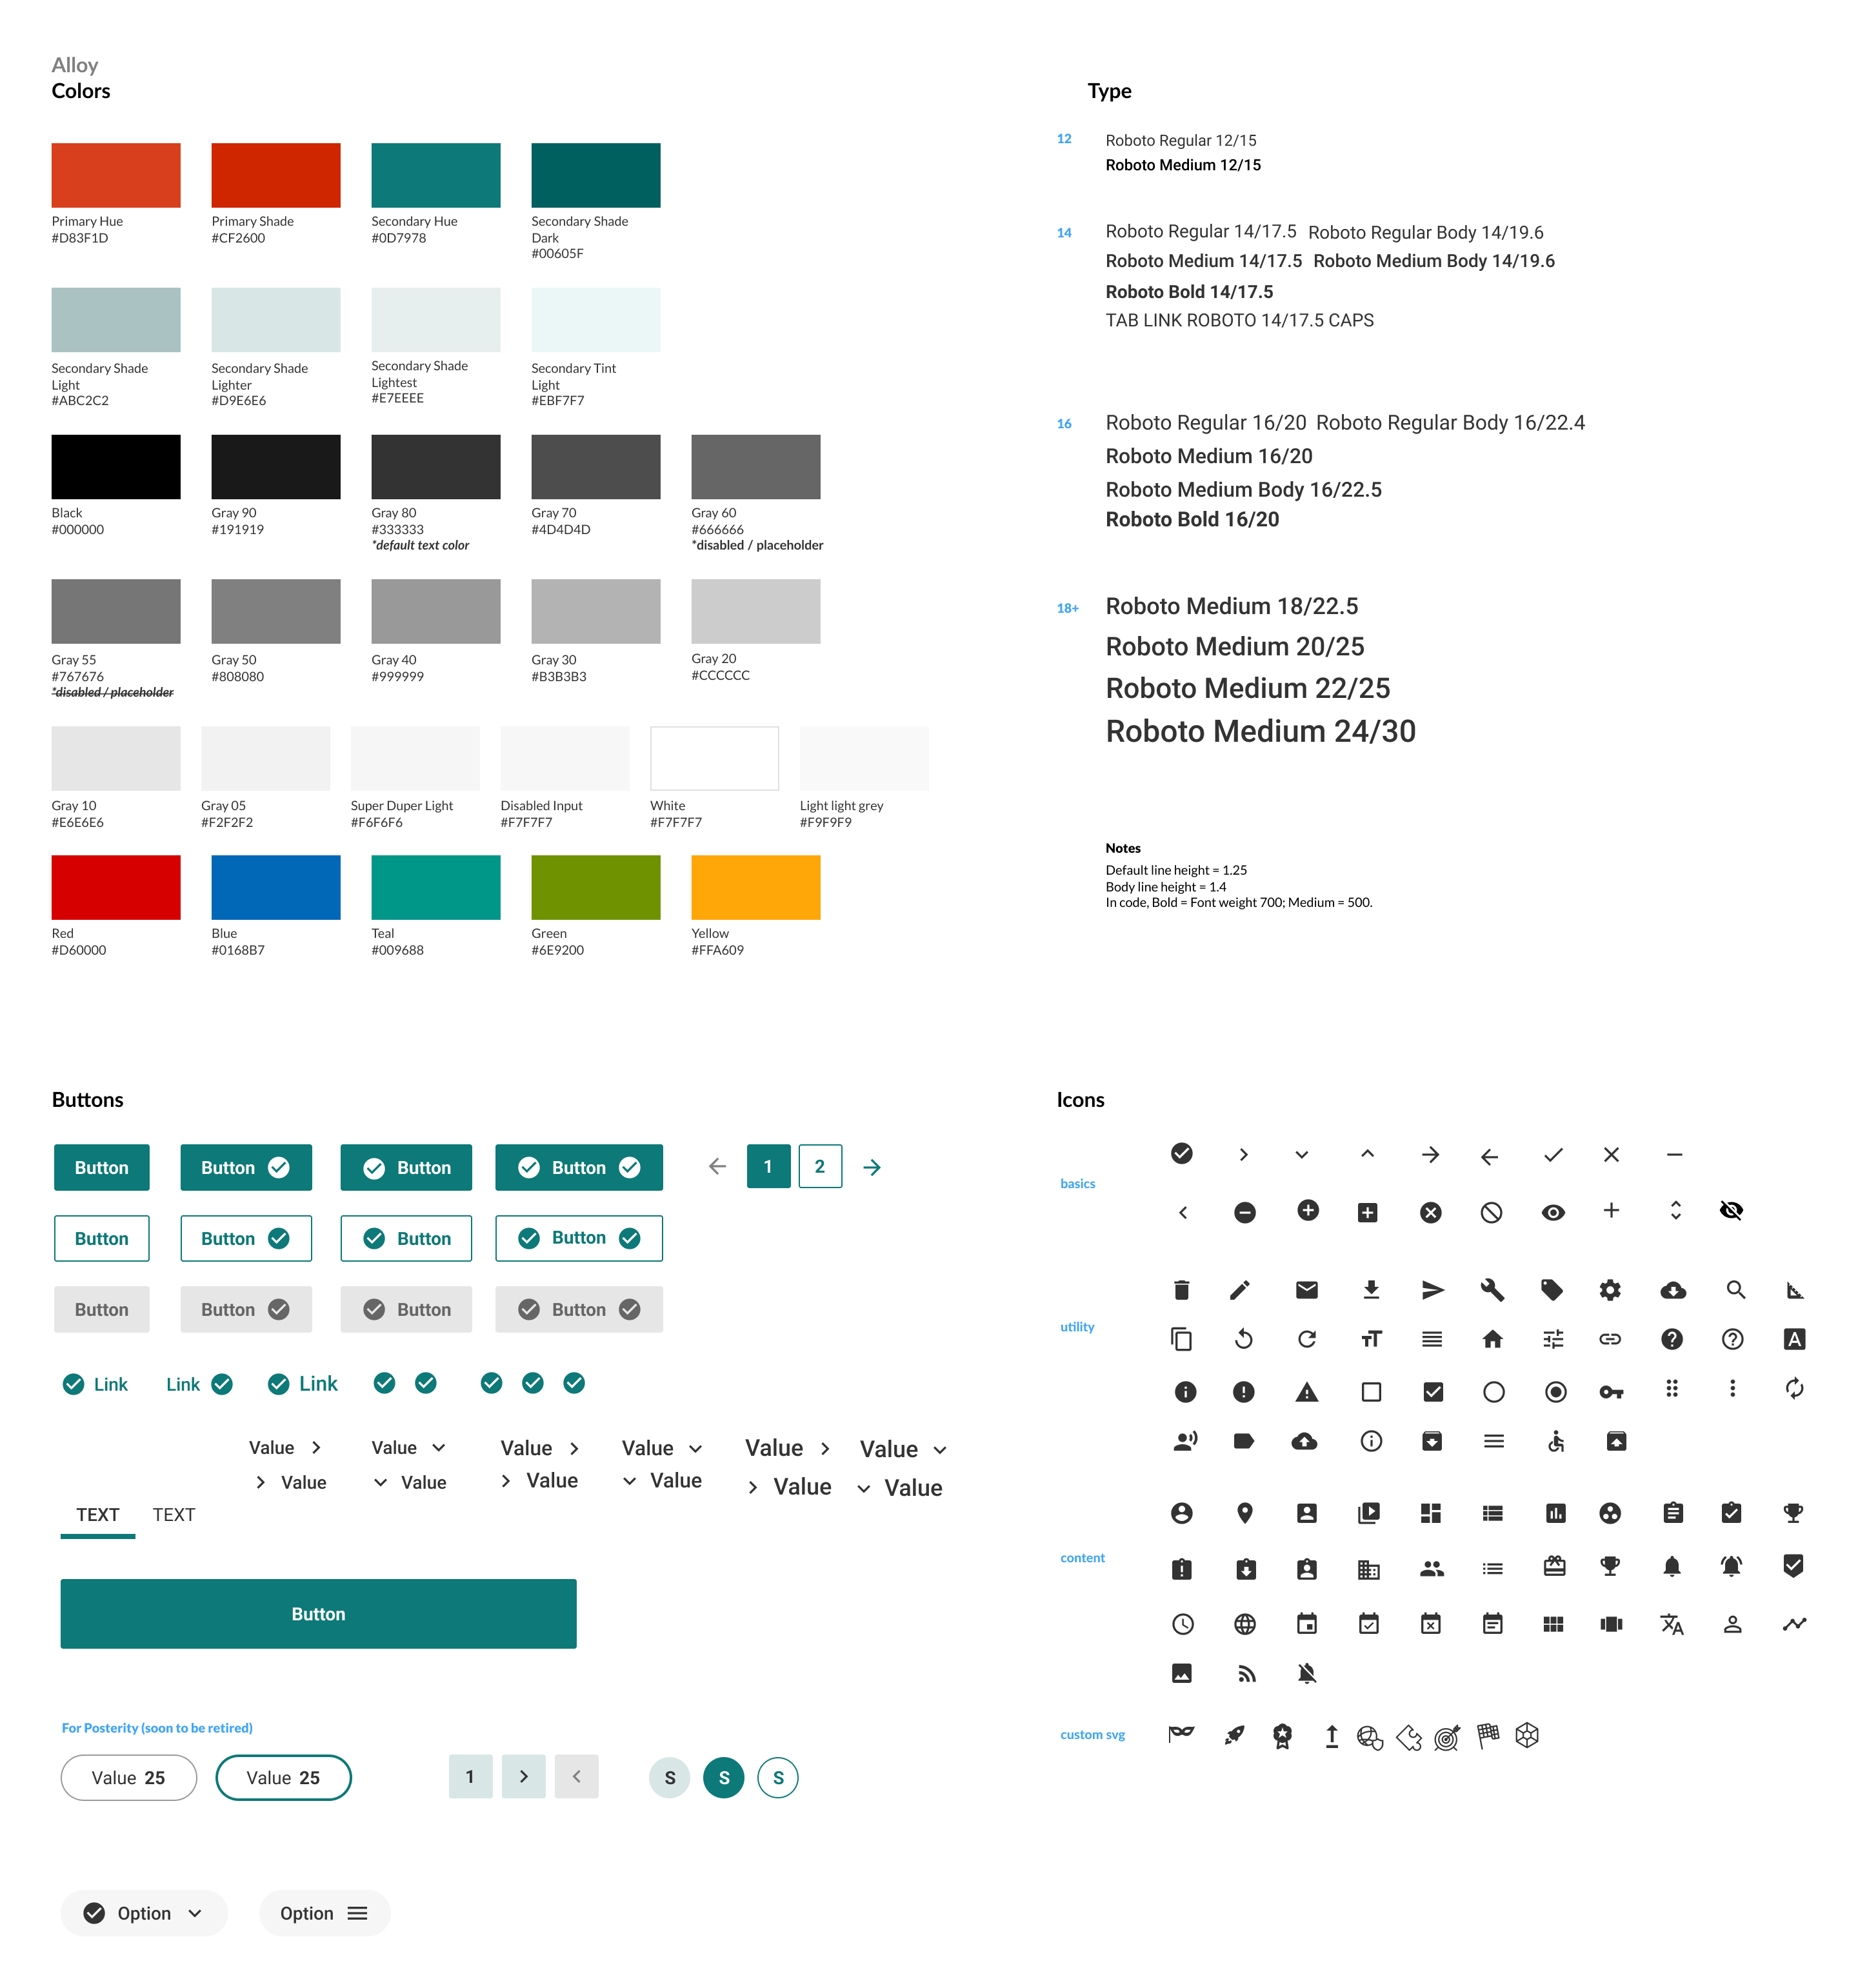 Alloy
Colors
Primary Hue
#D83F1D
Primary Shade
#CF2600
Secondary Hue
#0D7978
Secondary Shade
Dark
#00605F
Secondary Shade
Light
#ABC2C2
Secondary Shade
Lighter
#D9E6E6
Secondary Shade
Lightest
#E7EEEE
Secondary Tint
Light
#EBF7F7
Black
#000000
Gray 90
#191919
Gray 80
#333333
*default text color
Gray 70
#4D4D4D
Gray 60
#666666
*disabled / placeholder
Gray 55
#767676
*disabled / placeholder
Gray 50
#808080
Gray 40
#999999
Gray 30
#B3B3B3
Gray 20
#CCCCCC
Gray 10
#E6E6E6
Gray 05
#F2F2F2
Super Duper Light
#F6F6F6
Disabled Input
#F7F7F7
White
#F7F7F7
Light light grey
#F9F9F9
Red
#D60000
Blue
#0168B7
Teal
#009688
Green
#6E9200
Yellow
#FFA609
Type
12
Roboto Regular 12/15
Roboto Medium 12/15
14
Roboto Regular 14/17.5 Roboto Regular Body 14/19.6
Roboto Medium 14/17.5 Roboto Medium Body 14/19.6
Roboto Bold 14/17.5
TAB LINK ROBOTO 14/17.5 CAPS
16
Roboto Regular 16/20 Roboto Regular Body 16/22.4
Roboto Medium 16/20
Roboto Medium Body 16/22.5
Roboto Bold 16/20
18+
Roboto Medium 18/22.5
Roboto Medium 20/25
Roboto Medium 22/25
Roboto Medium 24/30
Notes
Default line height = 1.25
Body line height = 1.4
In code, Bold = Font weight 700; Medium = 500.
Buttons
Button Button Button Button 1 2
Button Button Button Button
Button Button Button Button
Link Link Link
Value Value Value Value Value Value
Value Value Value Value Value Value
TEXT TEXT
Button
For Posterity (soon to be retired)
Value 25 Value 25 1 S S S
Option Option
Icons
basics
utility
content
custom svg